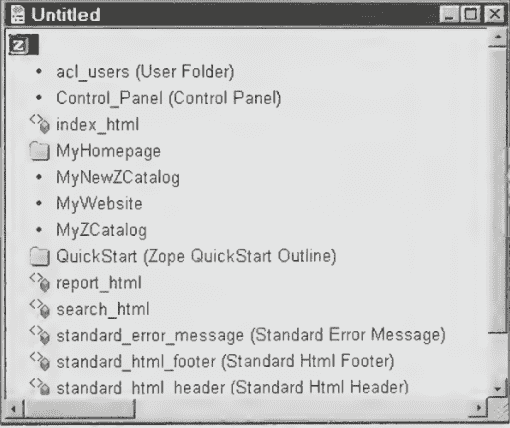 Untitled
Z
acl_users (User Folder)
Control_Panel (Control Panel)
index_html
MyHomepage
MyNewZCatalog
MyWebsite
MyZCatalog
QuickStart (Zope QuickStart Outline)
report_html
search_html
standard_error_message (Standard Error Message)
standard_html_footer (Standard Html Footer)
standard_html_header (Standard Html Header)